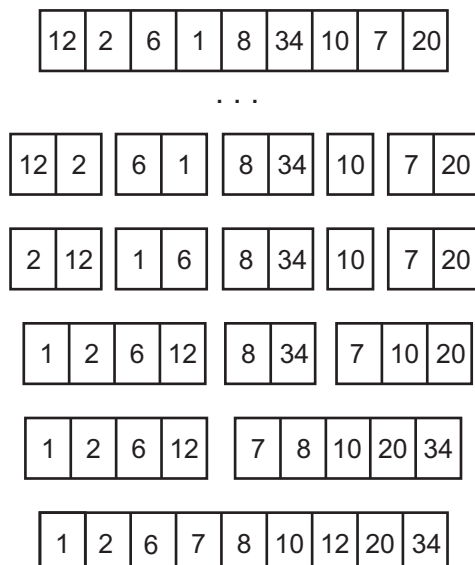 12 2 6 1 8 34 10 7 20
. . .
12 2 6 1 8 34 10 7 20
2 12 1 6 8 34 10 7 20
1 2 6 12 8 34 7 10 20
1 2 6 12 7 8 10 20 34
1 2 6 7 8 10 12 20 34